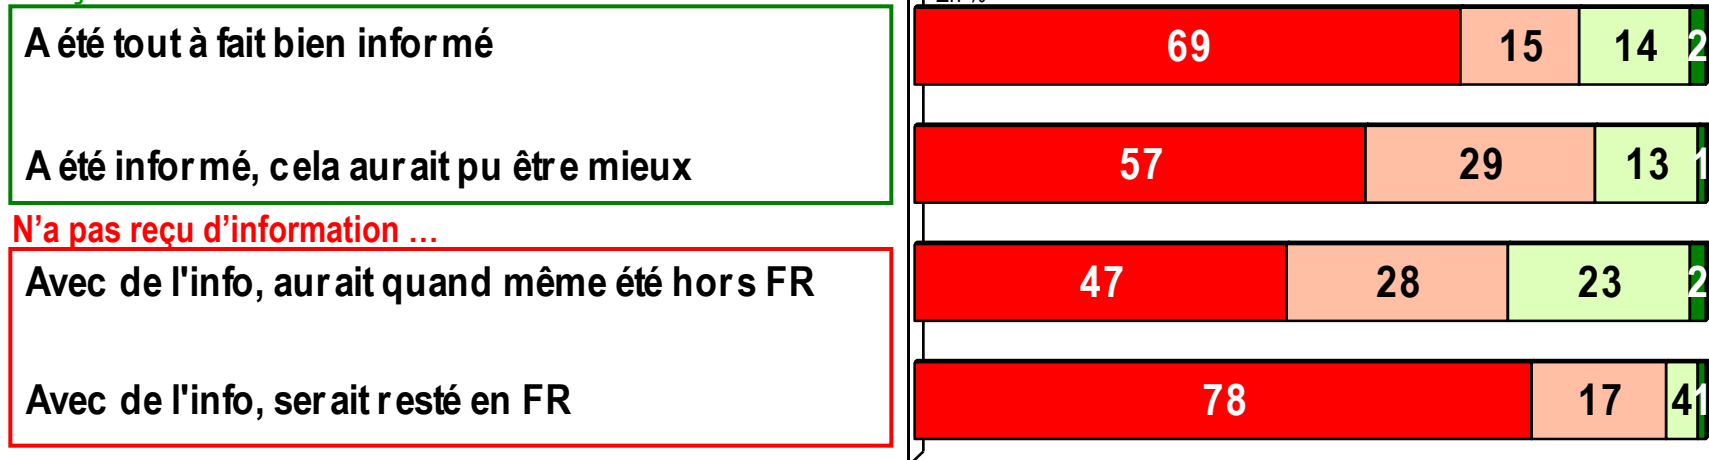 A été tout à fait bien informé
69 15 14 2
A été informé, cela aurait pu être mieux
57 29 13 1
N’a pas reçu d’information …
Avec de l'info, aurait quand même été hors FR
47 28 23 2
Avec de l'info, serait resté en FR
78 17 4 1